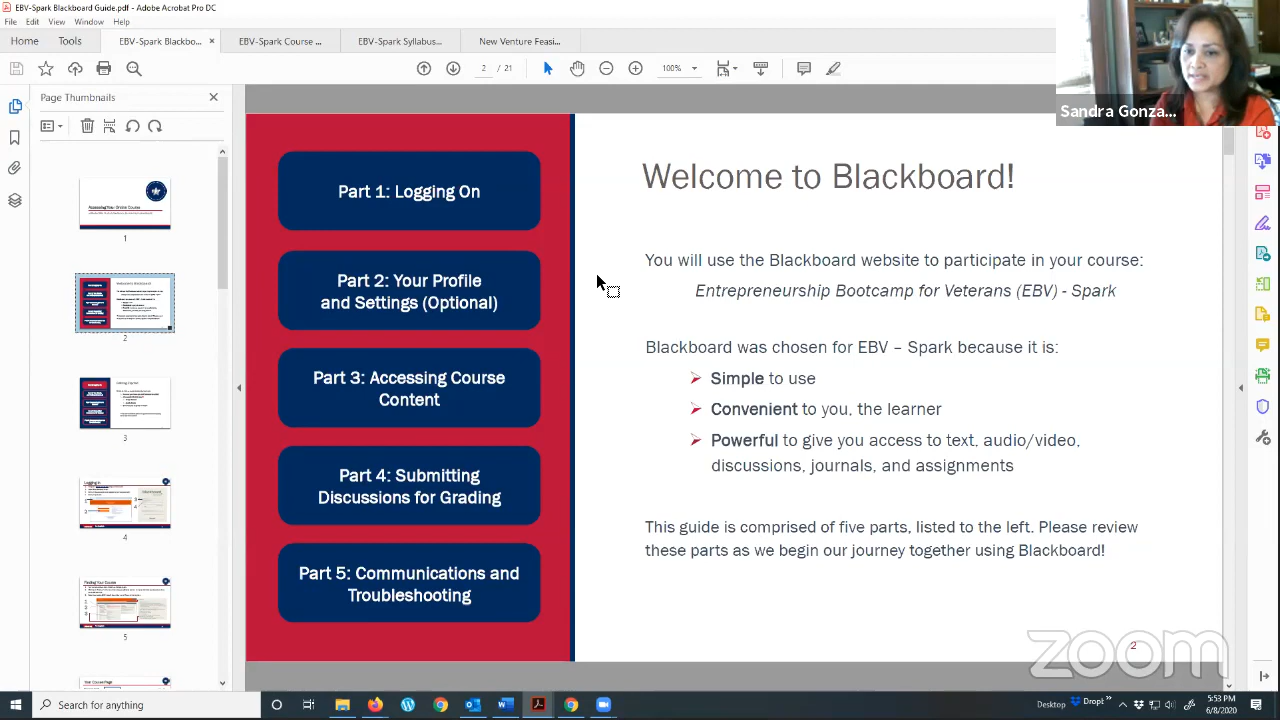 EBV-Spark Blackboard Guide.pdf - Adobe Acrobat Pro DC
File Edit View Window Help
Home Tools EBV-Spark Blackbo... × EBV-Spark Course ... EBV-Spark Syllabus... New Venture Feasi...
/ 21 100%
Sandra Gonza...
Page Thumbnails ×
1
2
3
4
5
Part 1: Logging On
Part 2: Your Profile
and Settings (Optional)
Part 3: Accessing Course
Content
Part 4: Submitting
Discussions for Grading
Part 5: Communications and
Troubleshooting
Welcome to Blackboard!
You will use the Blackboard website to participate in your course:
Entrepreneurship Bootcamp for Veterans (EBV) - Spark
Blackboard was chosen for EBV – Spark because it is:
➢ Simple to use
➢ Convenient to you, the learner
➢ Powerful to give you access to text, audio/video,
discussions, journals, and assignments
This guide is comprised of five parts, listed to the left. Please review
these parts as we begin our journey together using Blackboard!
2
zoom
Search for anything
Desktop Dropl »
5:53 PM
6/8/2020